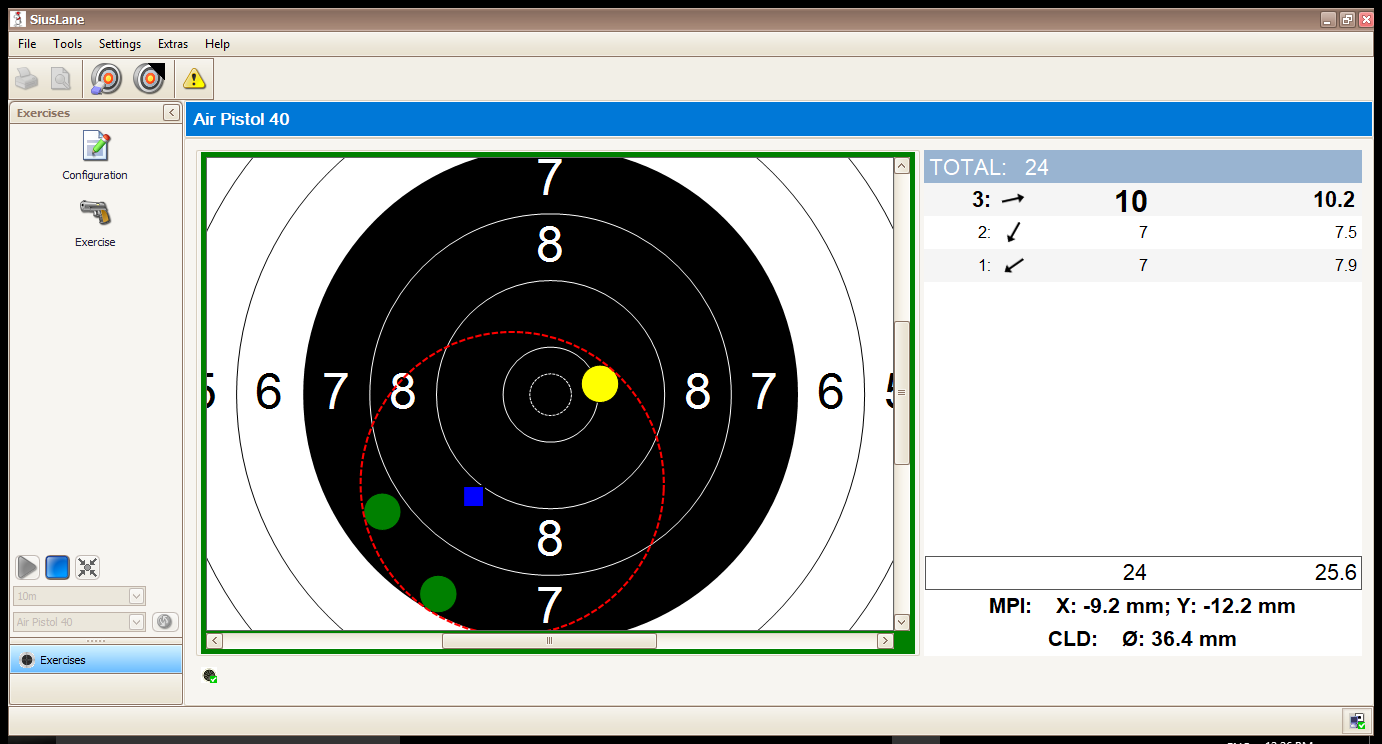 SiusLane
File Tools Settings Extras Help
Exercises
Configuration
Exercise
10m
Air Pistol 40
Exercises
Air Pistol 40
7
8
5 6 7 8 8 7 6 5
8
7
TOTAL: 24
3: 10 10.2
2: 7 7.5
1: 7 7.9
24 25.6
MPI: X: -9.2 mm; Y: -12.2 mm
CLD: Ø: 36.4 mm